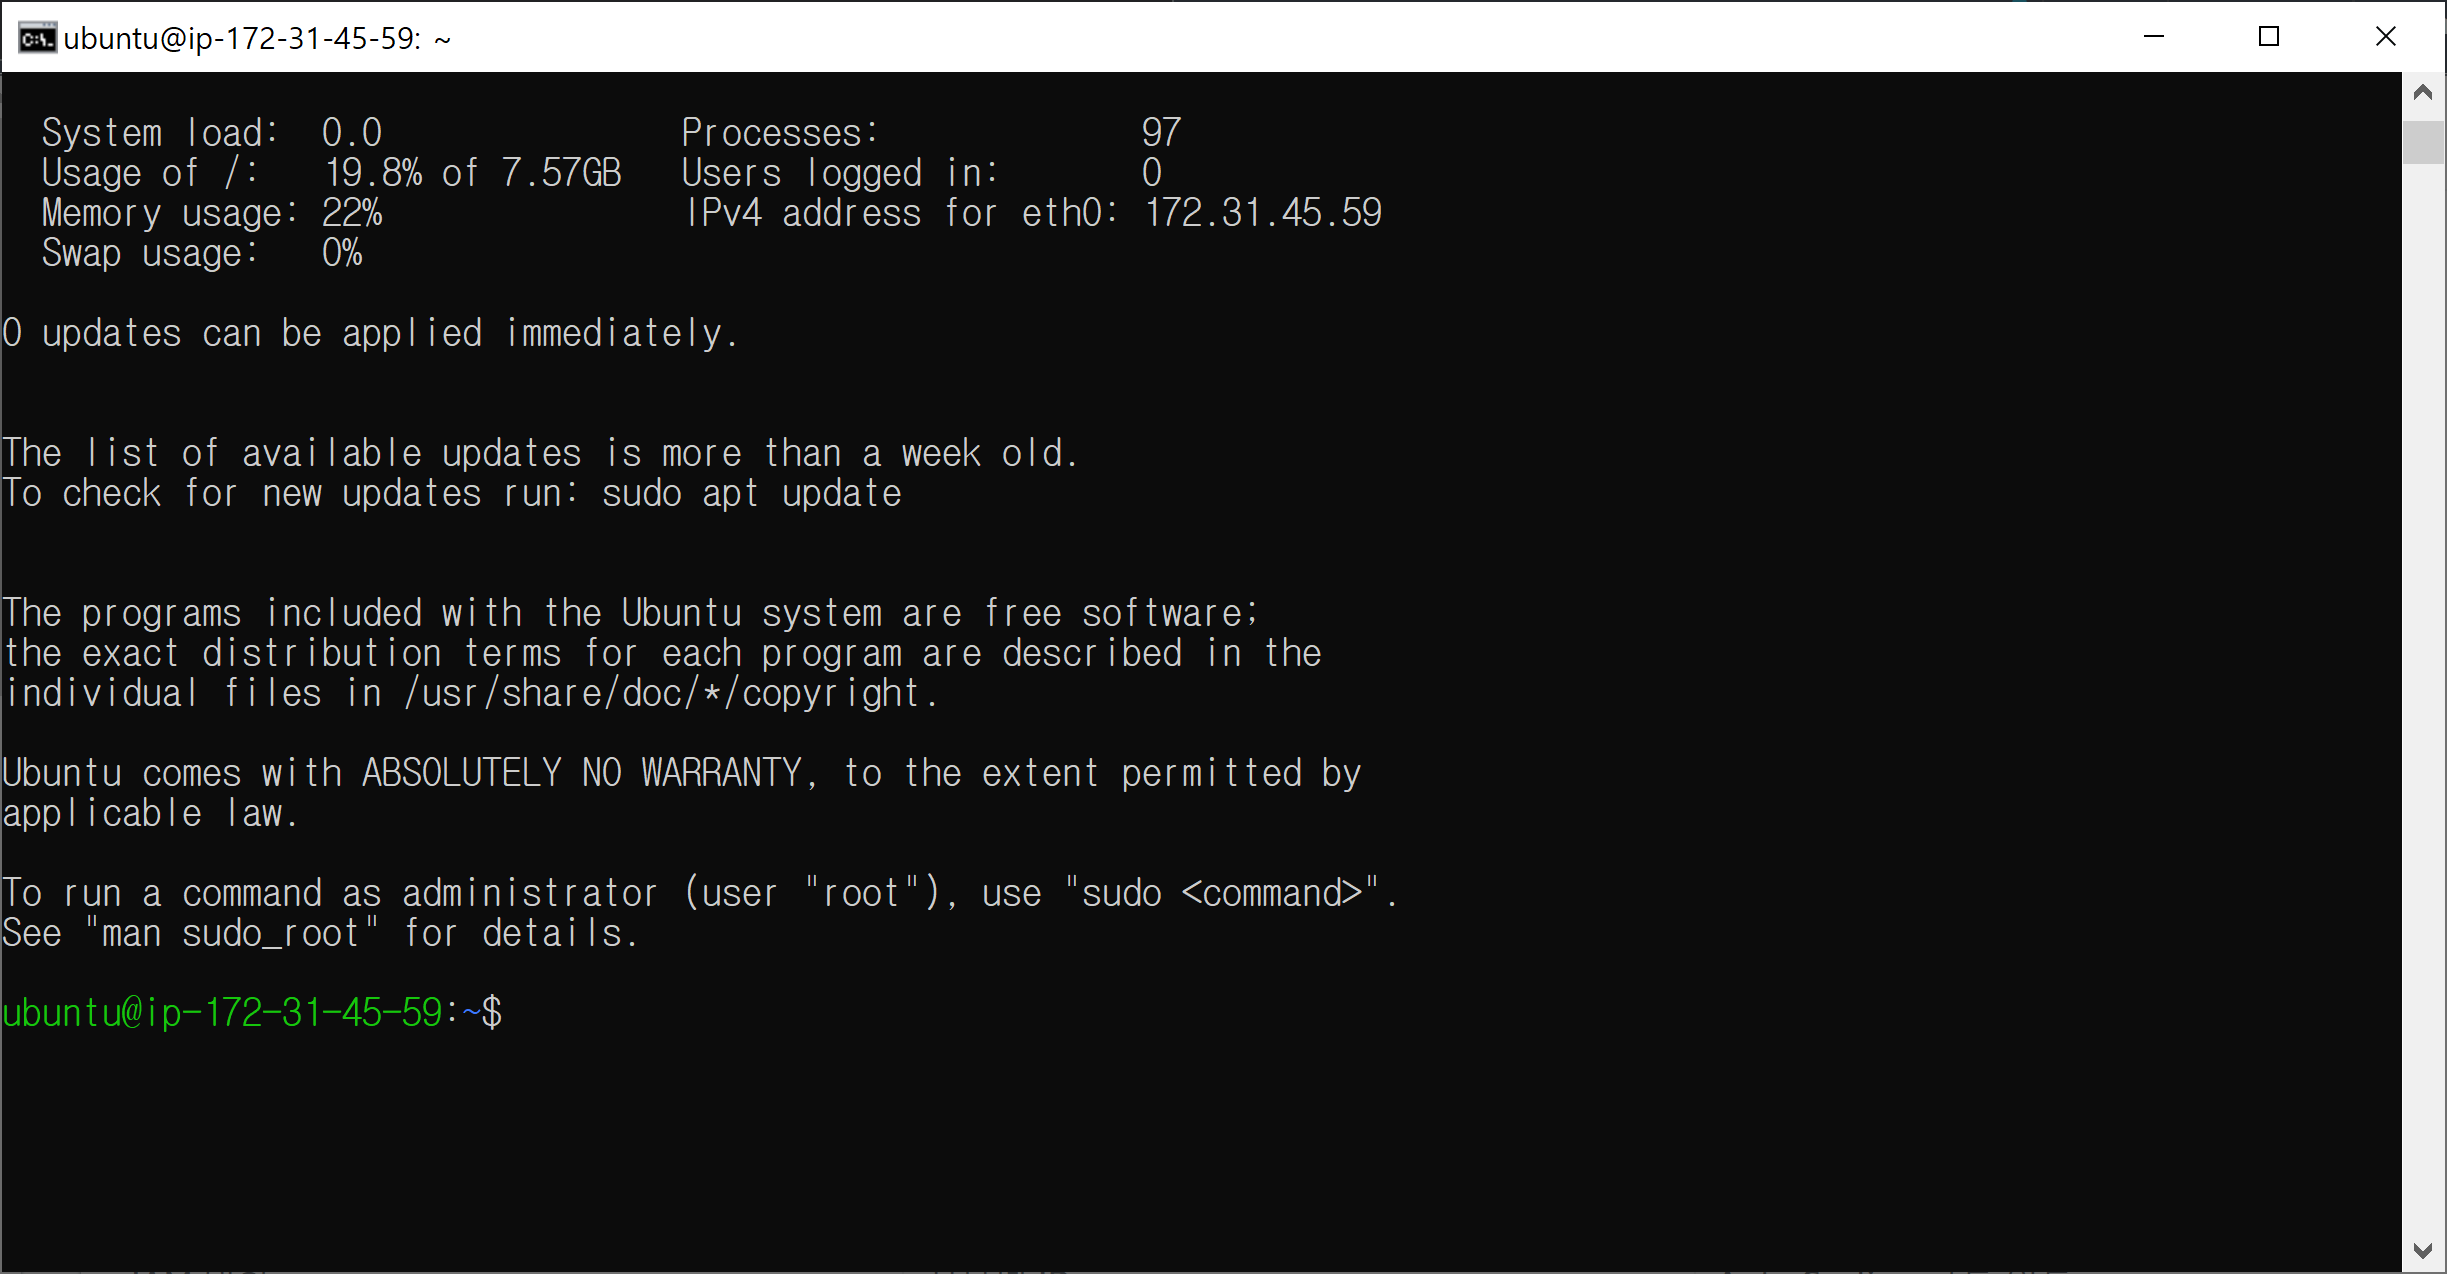 ubuntu@ip-172-31-45-59: ~
System load:  0.0               Processes:             97
Usage of /:   19.8% of 7.57GB   Users logged in:       0
Memory usage: 22%               IPv4 address for eth0: 172.31.45.59
Swap usage:   0%
0 updates can be applied immediately.
The list of available updates is more than a week old.
To check for new updates run: sudo apt update
The programs included with the Ubuntu system are free software;
the exact distribution terms for each program are described in the
individual files in /usr/share/doc/*/copyright.
Ubuntu comes with ABSOLUTELY NO WARRANTY, to the extent permitted by
applicable law.
To run a command as administrator (user "root"), use "sudo <command>".
See "man sudo_root" for details.
ubuntu@ip-172-31-45-59:~$